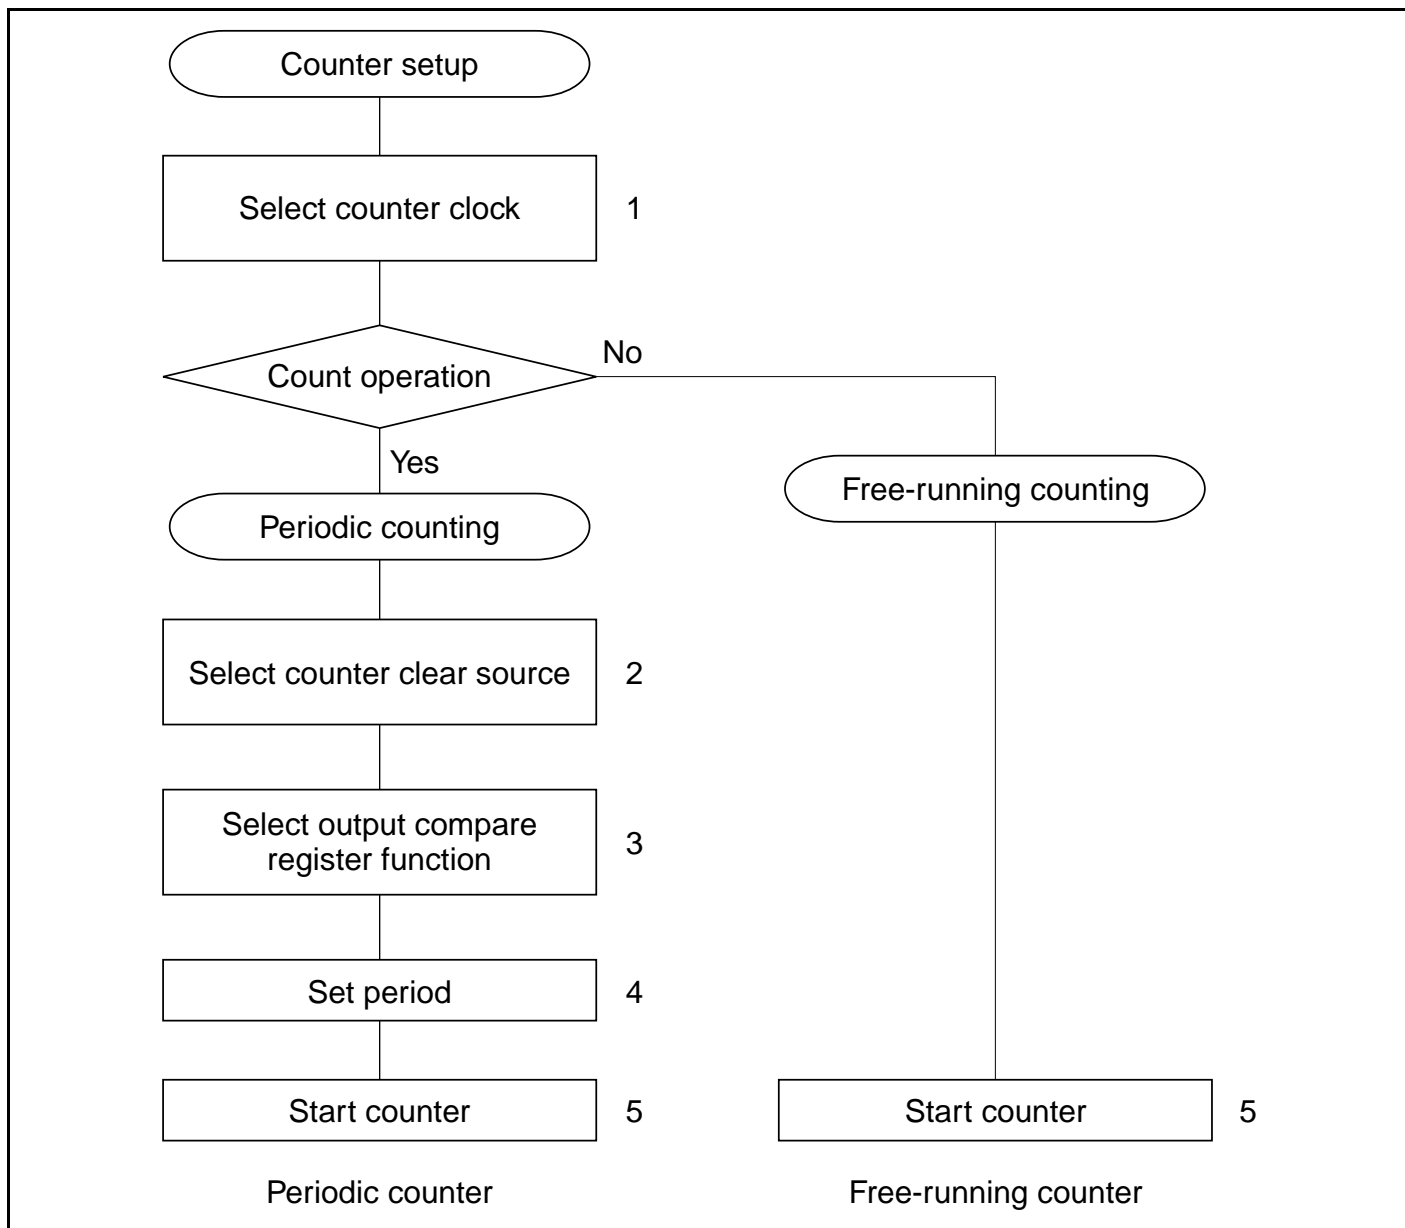 Counter setup
Select counter clock
1
Count operation
No
Yes
Free-running counting
Periodic counting
Select counter clear source
2
Select output compare
register function
3
Set period
4
Start counter
5
Start counter
5
Periodic counter
Free-running counter